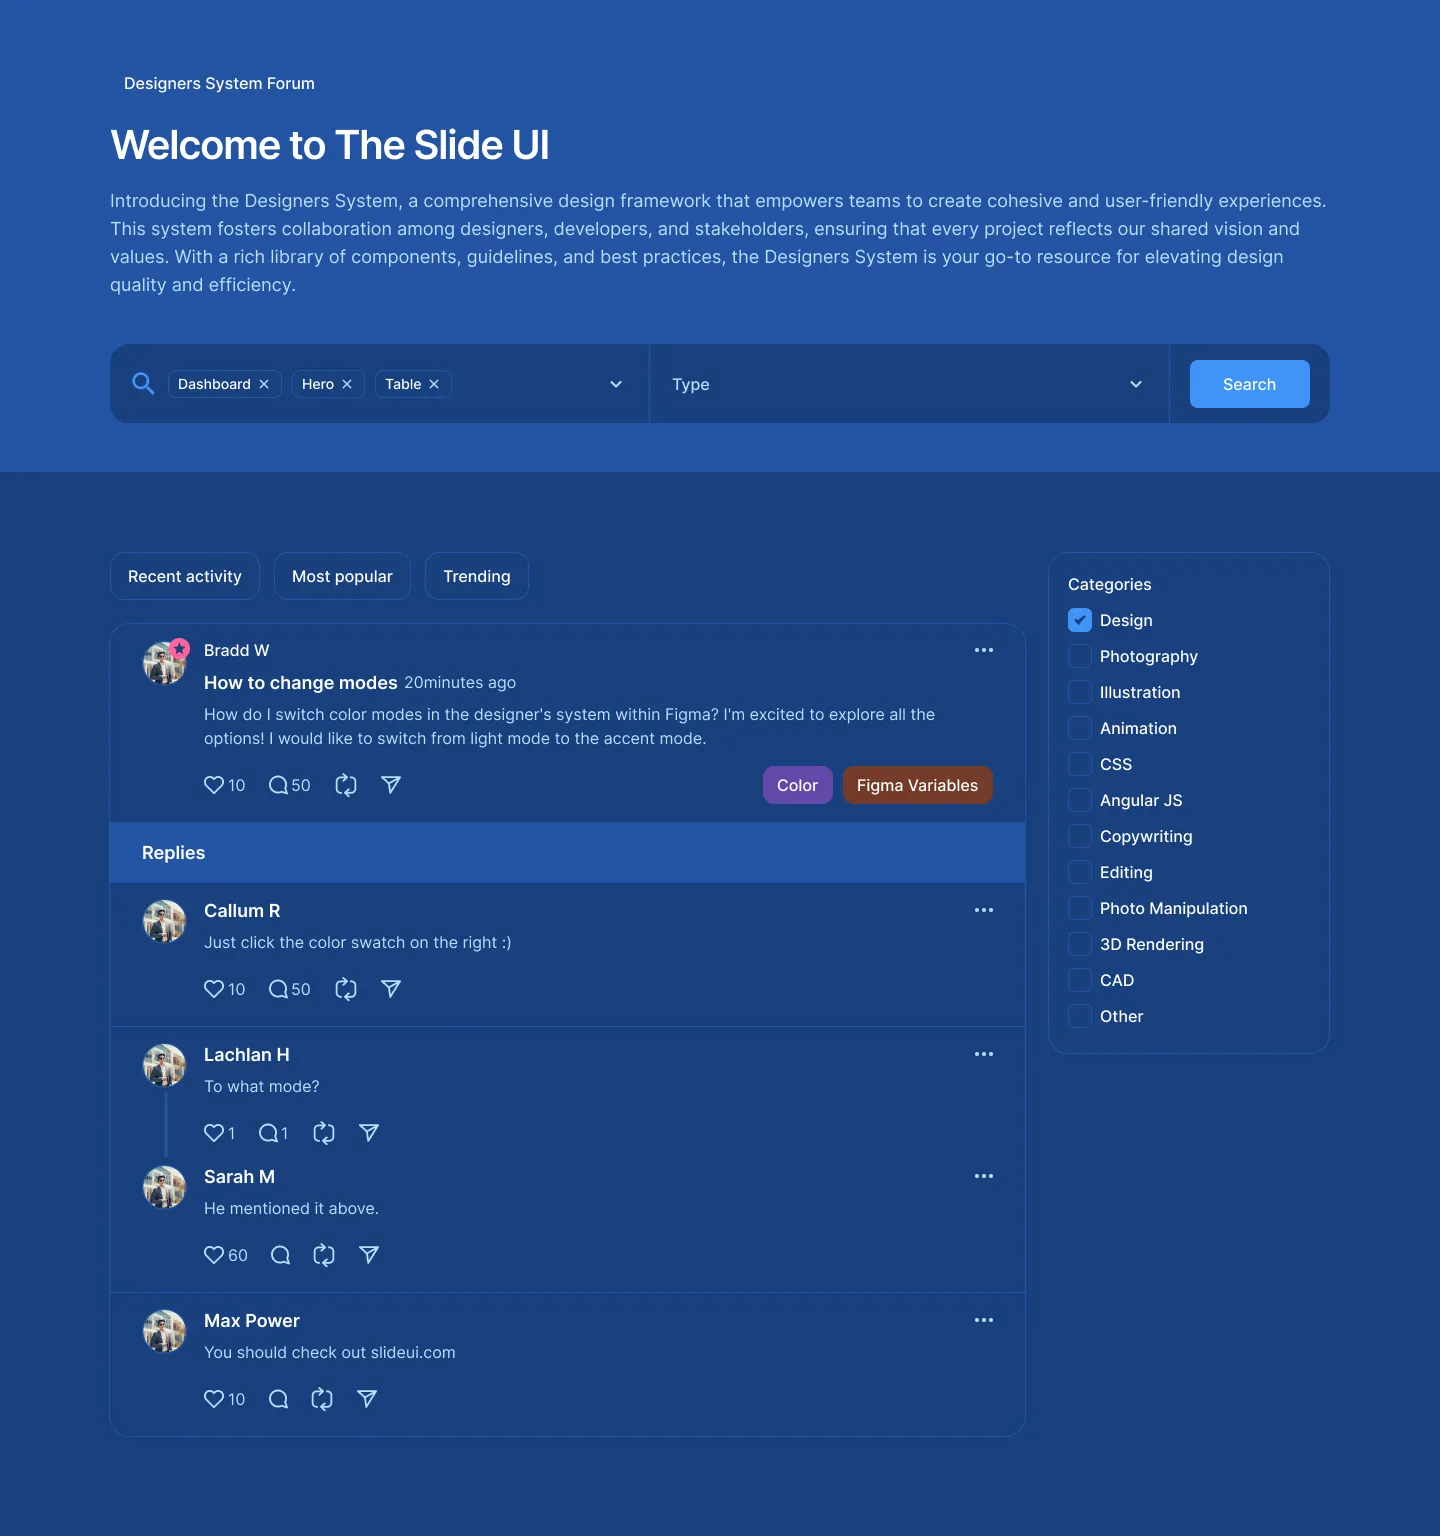 Designers System Forum
Welcome to The Slide UI
Introducing the Designers System, a comprehensive design framework that empowers teams to create cohesive and user-friendly experiences.
This system fosters collaboration among designers, developers, and stakeholders, ensuring that every project reflects our shared vision and
values. With a rich library of components, guidelines, and best practices, the Designers System is your go-to resource for elevating design
quality and efficiency.
Dashboard Hero Table Type Search
Recent activity Most popular Trending
Bradd W
How to change modes 20minutes ago
How do I switch color modes in the designer's system within Figma? I'm excited to explore all the
options! I would like to switch from light mode to the accent mode.
10 50 Color Figma Variables
Replies
Callum R
Just click the color swatch on the right :)
10 50
Lachlan H
To what mode?
1 1
Sarah M
He mentioned it above.
60
Max Power
You should check out slideui.com
10
Categories
Design
Photography
Illustration
Animation
CSS
Angular JS
Copywriting
Editing
Photo Manipulation
3D Rendering
CAD
Other